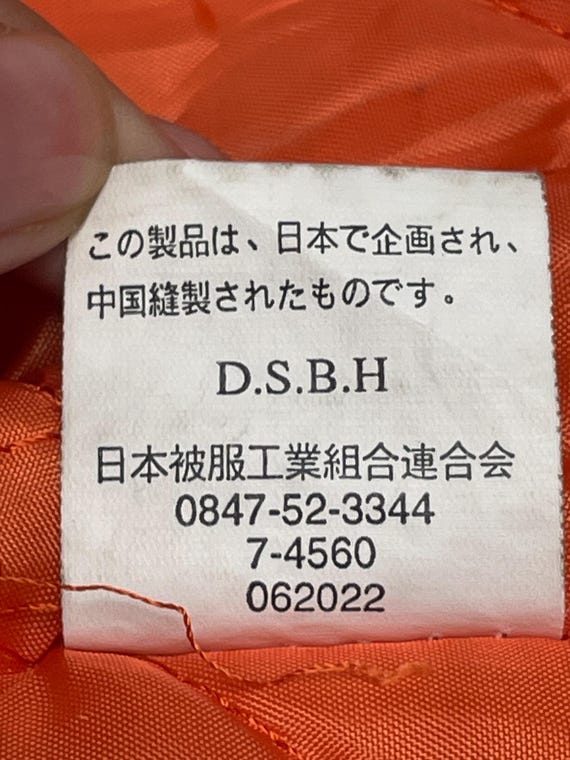 この製品は、日本で企画され、
中国縫製されたものです。
D.S.B.H
日本被服工業組合連合会
0847-52-3344
7-4560
062022